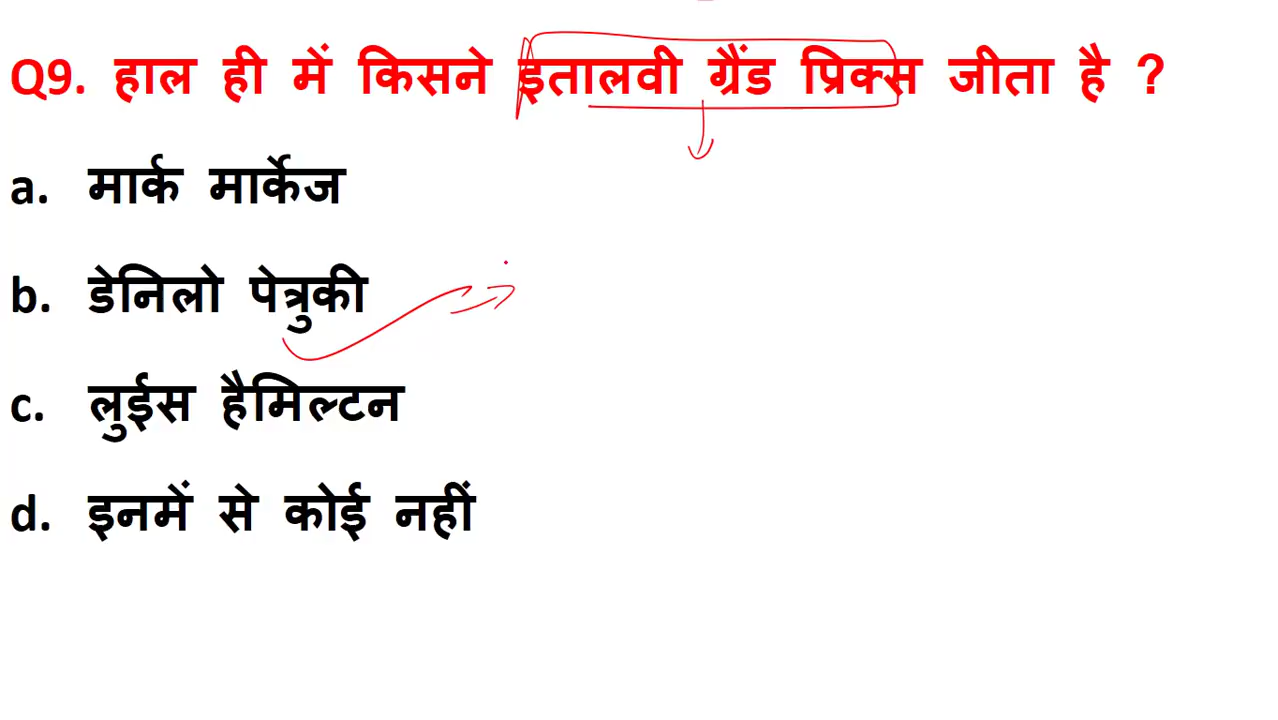 Q9. हाल ही में किसने इतालवी ग्रैंड प्रिक्स जीता है ?
a. मार्क मार्केज
b. डेनिलो पेत्रुकी
c. लुईस हैमिल्टन
d. इनमें से कोई नहीं